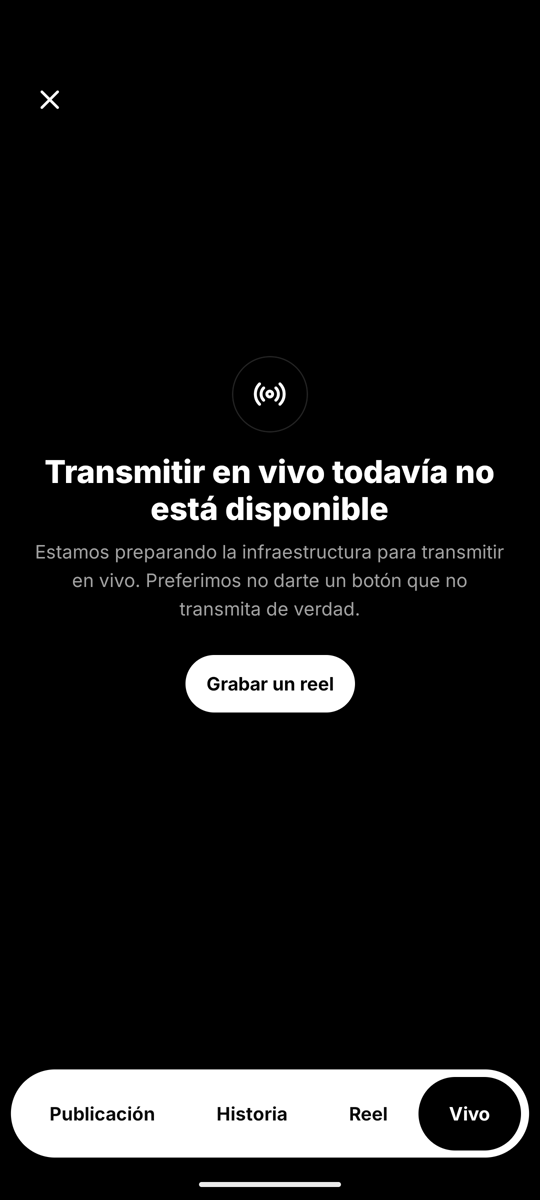 Transmitir en vivo todavía no
está disponible
Estamos preparando la infraestructura para transmitir
en vivo. Preferimos no darte un botón que no
transmita de verdad.
Grabar un reel
Publicación
Historia
Reel
Vivo